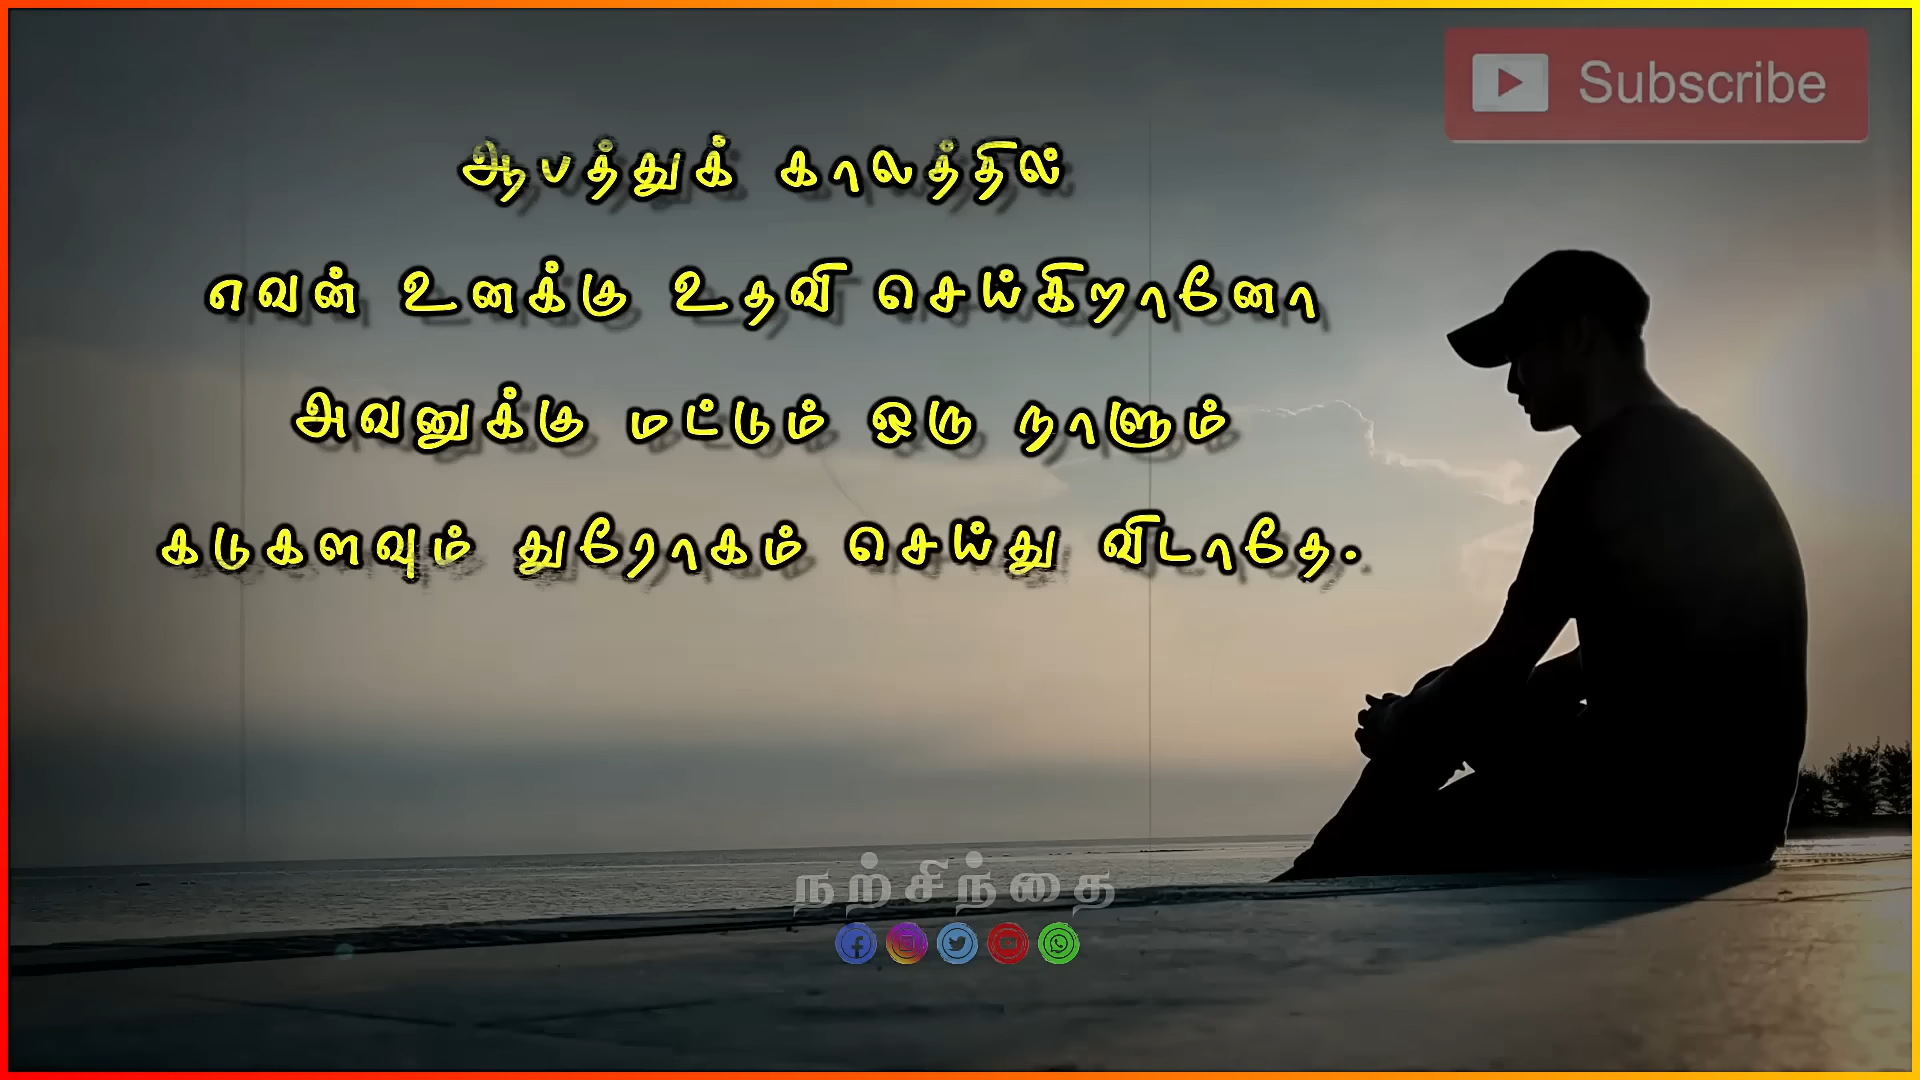 Subscribe
ஆபத்துக் காலத்தில்
எவன் உனக்கு உதவி செய்கிறானோ
அவனுக்கு மட்டும் ஒரு நாளும்
கடுகளவும் துரோகம் செய்து விடாதே.
நற்சிந்தை